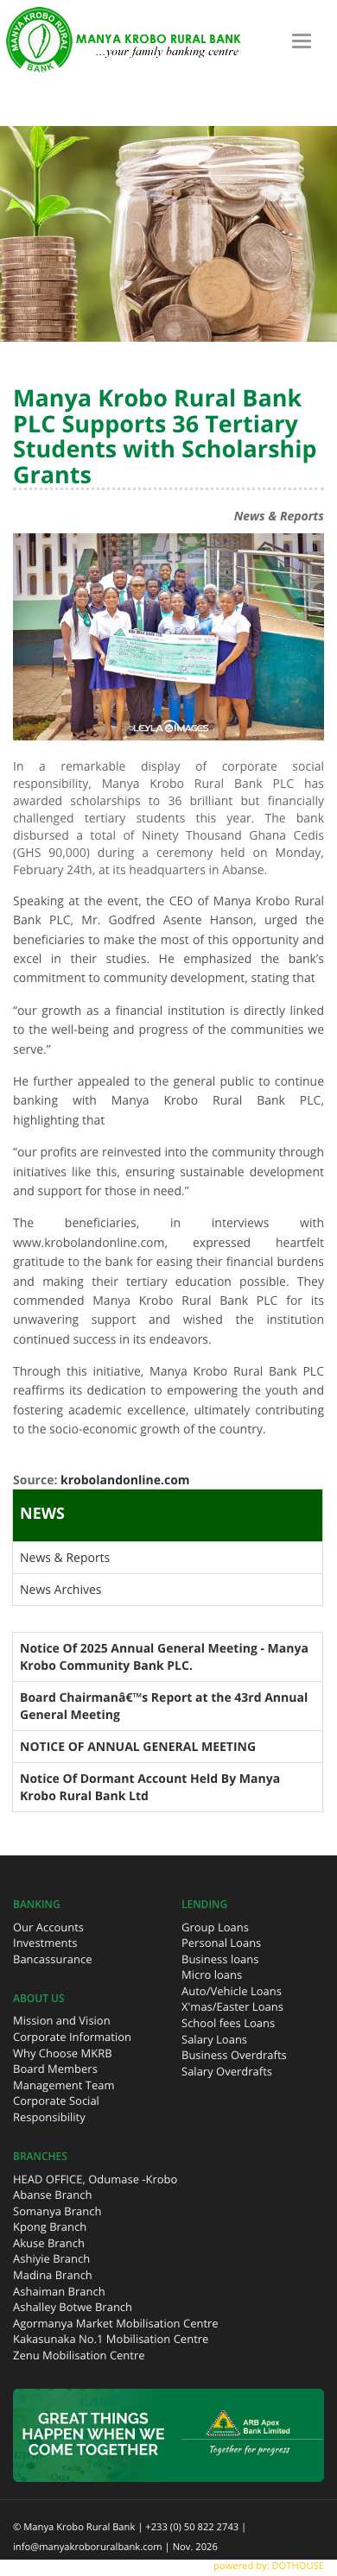 MANYA KROBO RURAL
BANK
MANYA KROBO RURAL BANK
...your family banking centre
Manya Krobo Rural Bank
PLC Supports 36 Tertiary
Students with Scholarship
Grants
News & Reports
LEYLA IMAGES
In a remarkable display of corporate social
responsibility, Manya Krobo Rural Bank PLC has
awarded scholarships to 36 brilliant but financially
challenged tertiary students this year. The bank
disbursed a total of Ninety Thousand Ghana Cedis
(GHS 90,000) during a ceremony held on Monday,
February 24th, at its headquarters in Abanse.
Speaking at the event, the CEO of Manya Krobo Rural
Bank PLC, Mr. Godfred Asente Hanson, urged the
beneficiaries to make the most of this opportunity and
excel in their studies. He emphasized the bank’s
commitment to community development, stating that
“our growth as a financial institution is directly linked
to the well-being and progress of the communities we
serve.”
He further appealed to the general public to continue
banking with Manya Krobo Rural Bank PLC,
highlighting that
“our profits are reinvested into the community through
initiatives like this, ensuring sustainable development
and support for those in need.”
The beneficiaries, in interviews with
www.krobolandonline.com, expressed heartfelt
gratitude to the bank for easing their financial burdens
and making their tertiary education possible. They
commended Manya Krobo Rural Bank PLC for its
unwavering support and wished the institution
continued success in its endeavors.
Through this initiative, Manya Krobo Rural Bank PLC
reaffirms its dedication to empowering the youth and
fostering academic excellence, ultimately contributing
to the socio-economic growth of the country.
Source: krobolandonline.com
NEWS
News & Reports
News Archives
Notice Of 2025 Annual General Meeting - Manya
Krobo Community Bank PLC.
Board Chairmanâ€™s Report at the 43rd Annual
General Meeting
NOTICE OF ANNUAL GENERAL MEETING
Notice Of Dormant Account Held By Manya
Krobo Rural Bank Ltd
BANKING
Our Accounts
Investments
Bancassurance
ABOUT US
Mission and Vision
Corporate Information
Why Choose MKRB
Board Members
Management Team
Corporate Social
Responsibility
LENDING
Group Loans
Personal Loans
Business loans
Micro loans
Auto/Vehicle Loans
X'mas/Easter Loans
School fees Loans
Salary Loans
Business Overdrafts
Salary Overdrafts
BRANCHES
HEAD OFFICE, Odumase -Krobo
Abanse Branch
Somanya Branch
Kpong Branch
Akuse Branch
Ashiyie Branch
Madina Branch
Ashaiman Branch
Ashalley Botwe Branch
Agormanya Market Mobilisation Centre
Kakasunaka No.1 Mobilisation Centre
Zenu Mobilisation Centre
GREAT THINGS
HAPPEN WHEN WE
COME TOGETHER
ARB Apex
Bank Limited
Together for progress
© Manya Krobo Rural Bank | +233 (0) 50 822 2743 |
info@manyakroboruralbank.com | Nov. 2026
powered by: DOTHOUSE